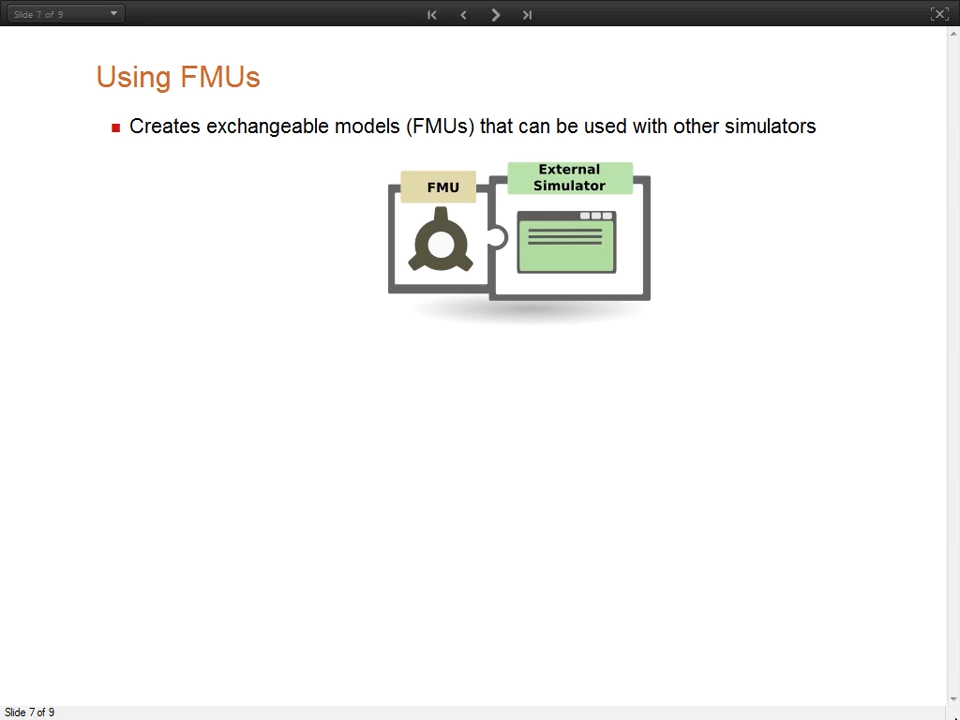 Slide 7 of 9
Using FMUs
Creates exchangeable models (FMUs) that can be used with other simulators
FMU
External
Simulator
Slide 7 of 9